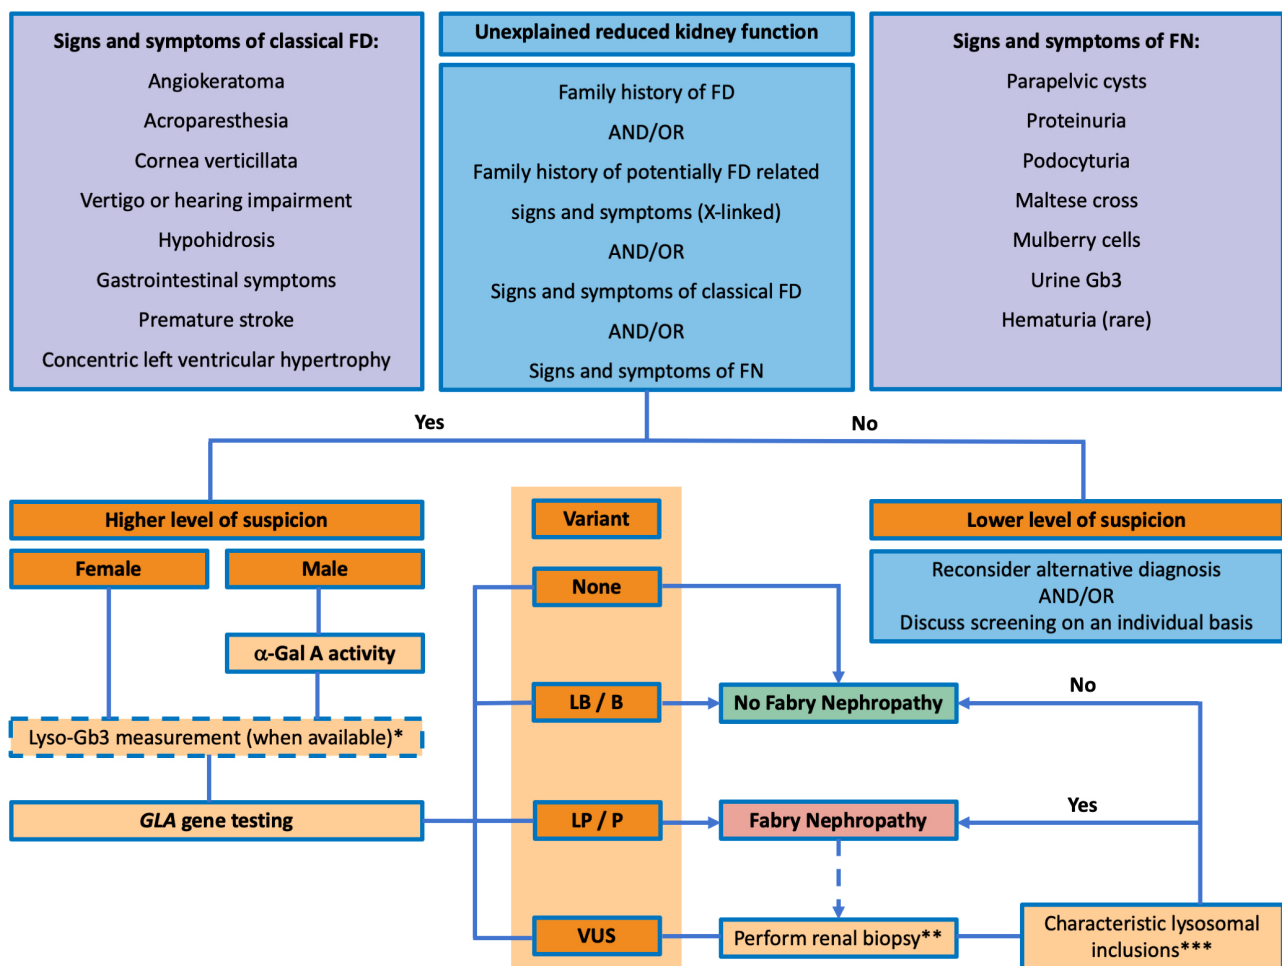 Signs and symptoms of classical FD:
Angiokeratoma
Acroparesthesia
Cornea verticillata
Vertigo or hearing impairment
Hypohidrosis
Gastrointestinal symptoms
Premature stroke
Concentric left ventricular hypertrophy
Unexplained reduced kidney function
Family history of FD
AND/OR
Family history of potentially FD related
signs and symptoms (X-linked)
AND/OR
Signs and symptoms of classical FD
AND/OR
Signs and symptoms of FN
Signs and symptoms of FN:
Parapelvic cysts
Proteinuria
Podocyturia
Maltese cross
Mulberry cells
Urine Gb3
Hematuria (rare)
Yes
No
Higher level of suspicion
Female
Male
α-Gal A activity
Lyso-Gb3 measurement (when available)*
GLA gene testing
Variant
None
LB / B
LP / P
VUS
Lower level of suspicion
Reconsider alternative diagnosis
AND/OR
Discuss screening on an individual basis
No Fabry Nephropathy
No
Fabry Nephropathy
Yes
Perform renal biopsy**
Characteristic lysosomal
inclusions***